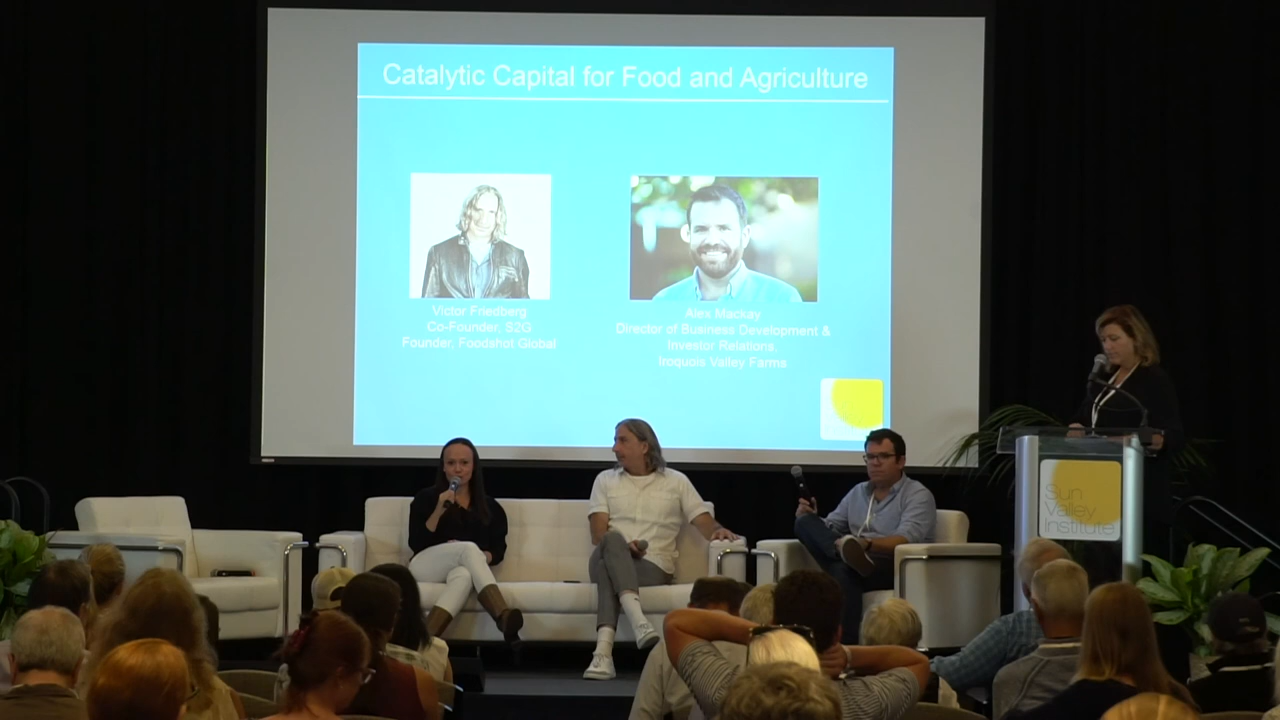 Catalytic Capital for Food and Agriculture
Victor Friedberg
Co-Founder, S2G
Founder, Foodshot Global
Alex Mackay
Director of Business Development &
Investor Relations
Iroquois Valley Farms
Sun
Valley
Institute